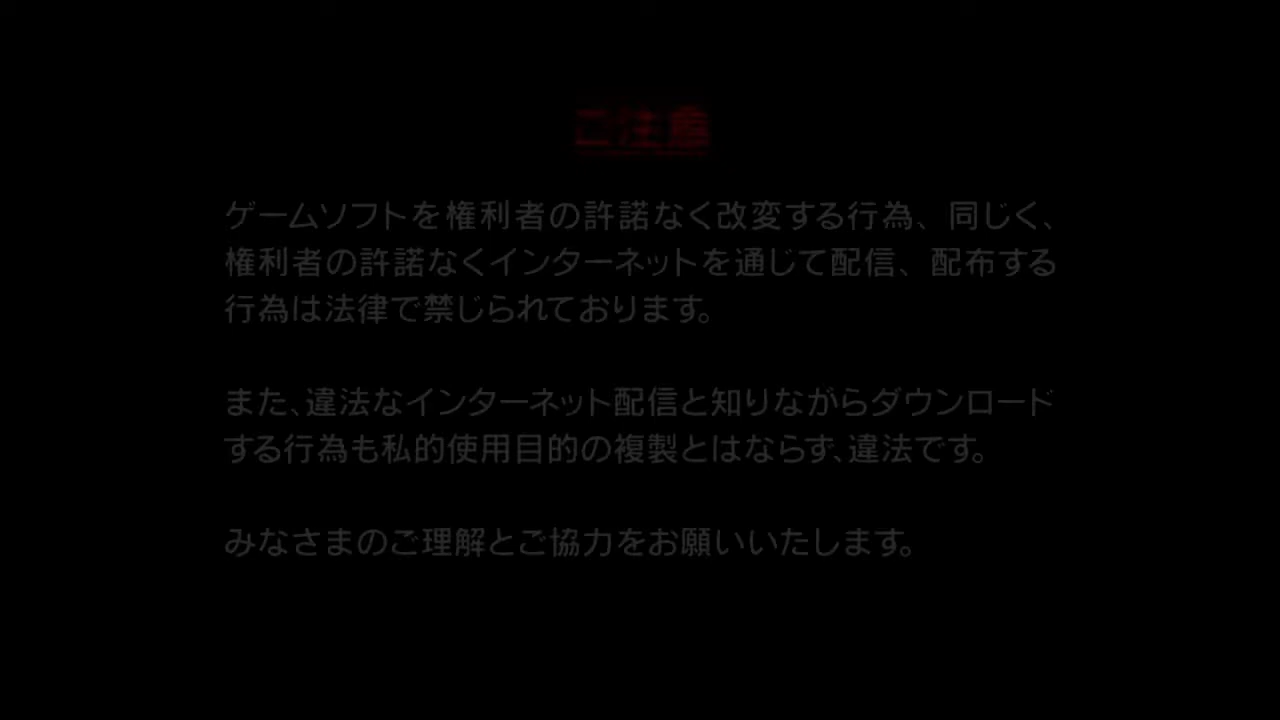 ご注意
ゲームソフトを権利者の許諾なく改変する行為、同じく、
権利者の許諾なくインターネットを通じて配信、配布する
行為は法律で禁じられております。
また、違法なインターネット配信と知りながらダウンロード
する行為も私的使用目的の複製とはならず、違法です。
みなさまのご理解とご協力をお願いいたします。